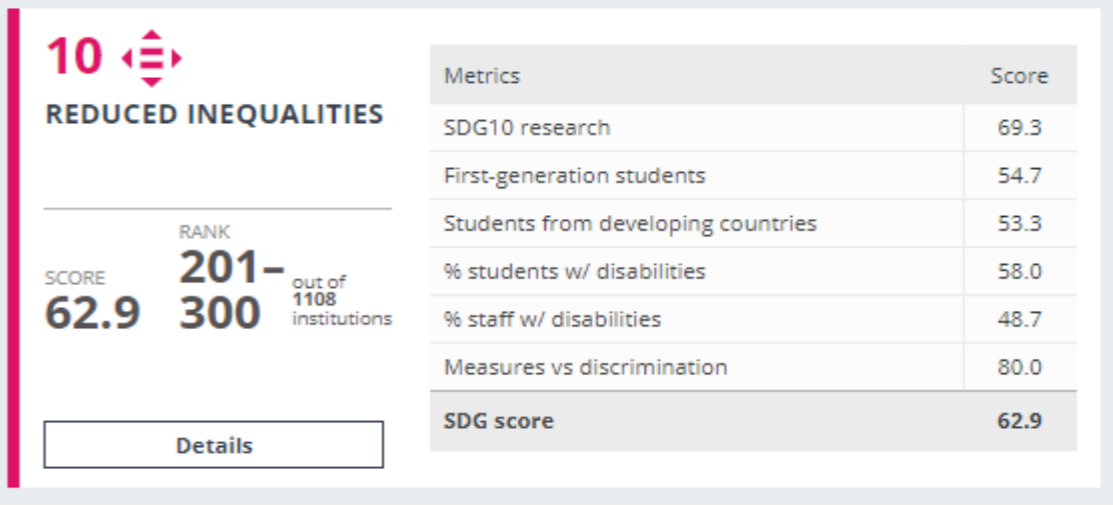 10
REDUCED INEQUALITIES
SCORE
62.9
RANK
201–
300
out of
1108
institutions
Details
Metrics Score
SDG10 research 69.3
First-generation students 54.7
Students from developing countries 53.3
% students w/ disabilities 58.0
% staff w/ disabilities 48.7
Measures vs discrimination 80.0
SDG score 62.9